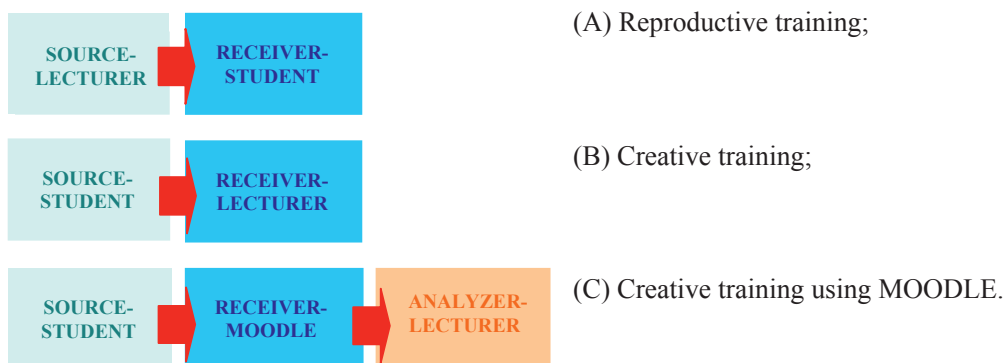 SOURCE-
LECTURER
RECEIVER-
STUDENT
(A) Reproductive training;
SOURCE-
STUDENT
RECEIVER-
LECTURER
(B) Creative training;
SOURCE-
STUDENT
RECEIVER-
MOODLE
ANALYZER-
LECTURER
(C) Creative training using MOODLE.